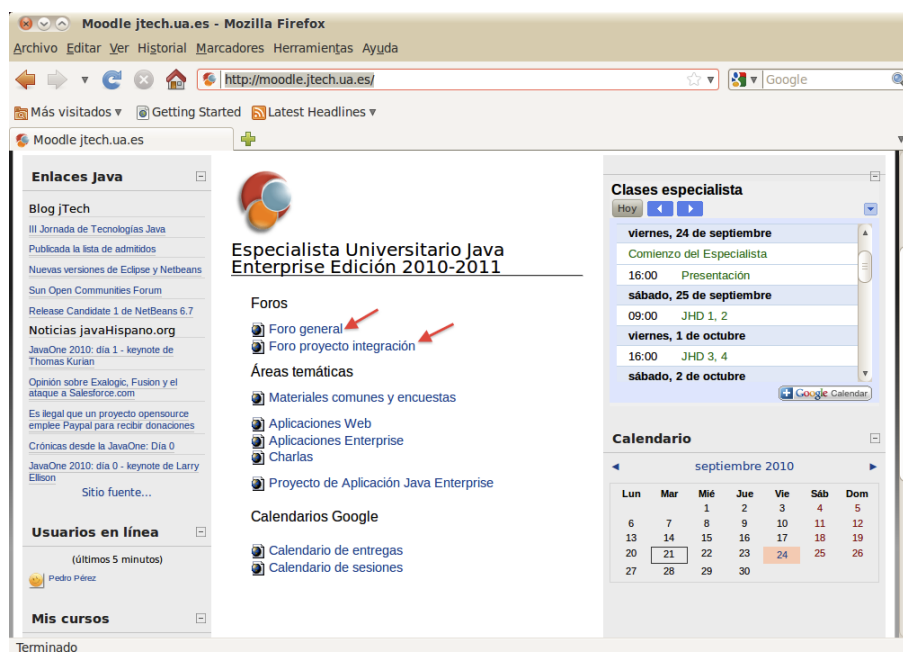 Moodle jtech.ua.es - Mozilla Firefox
Archivo Editar Ver Historial Marcadores Herramientas Ayuda
http://moodle.jtech.ua.es/
Google
Más visitados
Getting Started
Latest Headlines
Moodle jtech.ua.es
Enlaces Java
Blog jTech
III Jornada de Tecnologías Java
Publicada la lista de admitidos
Nuevas versiones de Eclipse y Netbeans
Sun Open Communities Forum
Release Candidate 1 de NetBeans 6.7
Noticias javaHispano.org
JavaOne 2010: día 1 - keynote de
Thomas Kurian
Opinión sobre Exalogic, Fusion y el
ataque a Salesforce.com
Es ilegal que un proyecto opensource
emplee Paypal para recibir donaciones
Crónicas desde la JavaOne: Día 0
JavaOne 2010: día 0 - keynote de Larry
Ellison
Sitio fuente...
Usuarios en línea
(últimos 5 minutos)
Pedro Pérez
Mis cursos
Especialista Universitario Java
Enterprise Edición 2010-2011
Foros
Foro general
Foro proyecto integración
Áreas temáticas
Materiales comunes y encuestas
Aplicaciones Web
Aplicaciones Enterprise
Charlas
Proyecto de Aplicación Java Enterprise
Calendarios Google
Calendario de entregas
Calendario de sesiones
Clases especialista
Hoy
viernes, 24 de septiembre
Comienzo del Especialista
16:00 Presentación
sábado, 25 de septiembre
09:00 JHD 1, 2
viernes, 1 de octubre
16:00 JHD 3, 4
sábado, 2 de octubre
Google Calendar
Calendario
septiembre 2010
Lun Mar Mié Jue Vie Sáb Dom
1 2 3 4 5
6 7 8 9 10 11 12
13 14 15 16 17 18 19
20 21 22 23 24 25 26
27 28 29 30
Terminado